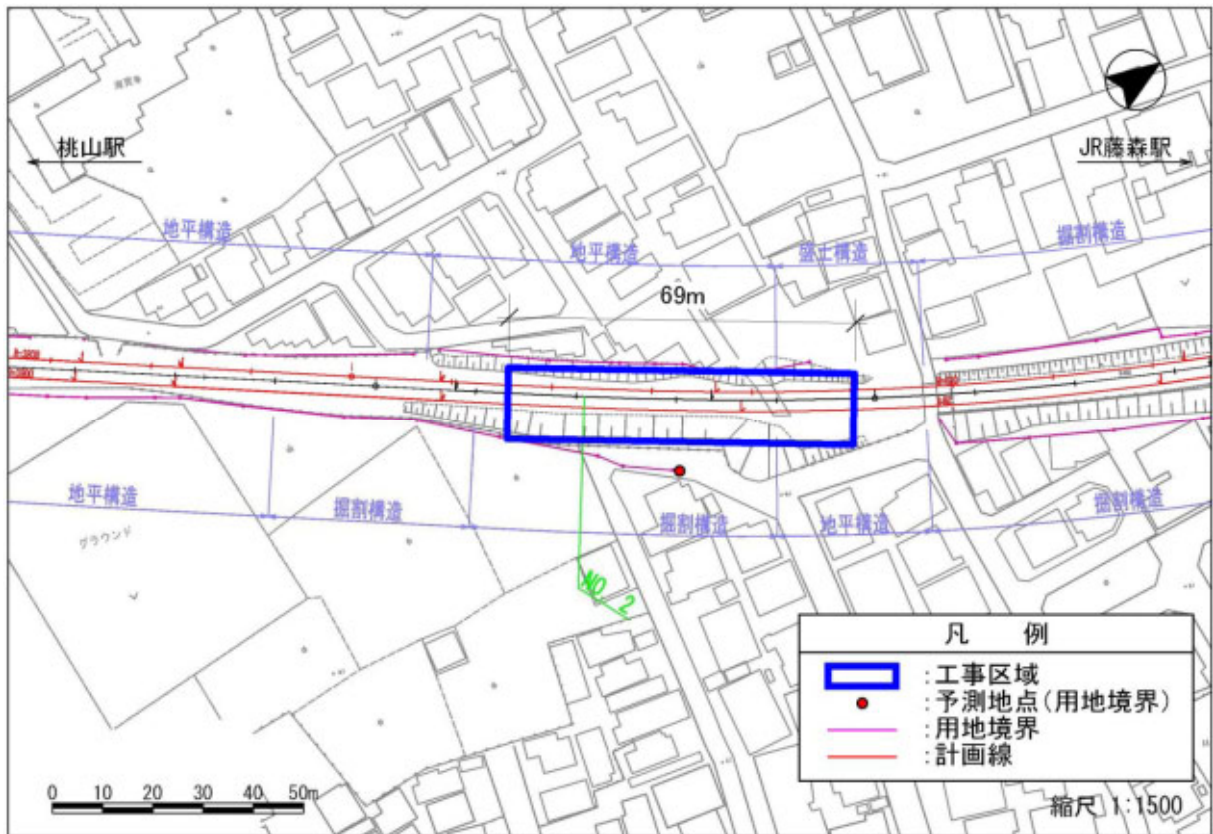 桃山駅
JR藤森駅
地平構造
地平構造
盛土構造
掘割構造
69m
地平構造
掘割構造
掘割構造
地平構造
掘割構造
グラウンド
NO 2
凡 例
:工事区域
:予測地点(用地境界)
:用地境界
:計画線
0 10 20 30 40 50m
縮尺 1:1500